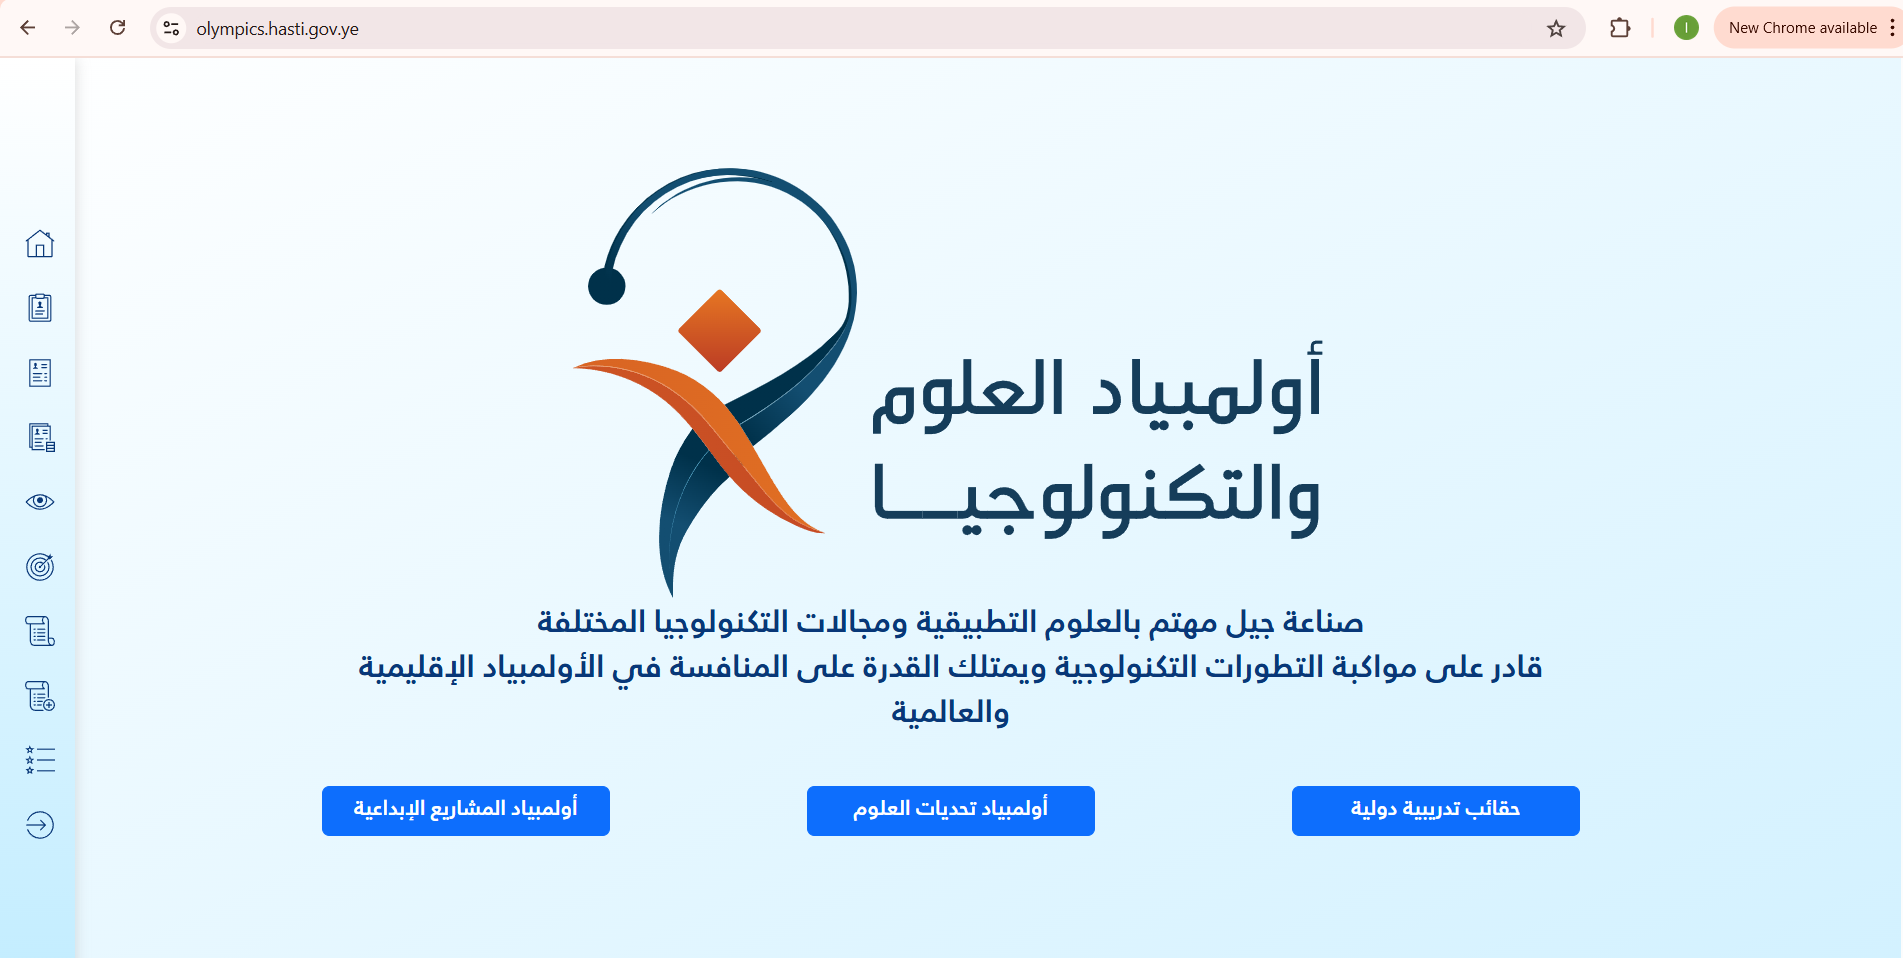 olympics.hasti.gov.ye
I
New Chrome available
أولمبياد العلوم
والتكنولوجيـــا
صناعة جيل مهتم بالعلوم التطبيقية ومجالات التكنولوجيا المختلفة
قادر على مواكبة التطورات التكنولوجية ويمتلك القدرة على المنافسة في الأولمبياد الإقليمية
والعالمية
حقائب تدريبية دولية
أولمبياد تحديات العلوم
أولمبياد المشاريع الإبداعية